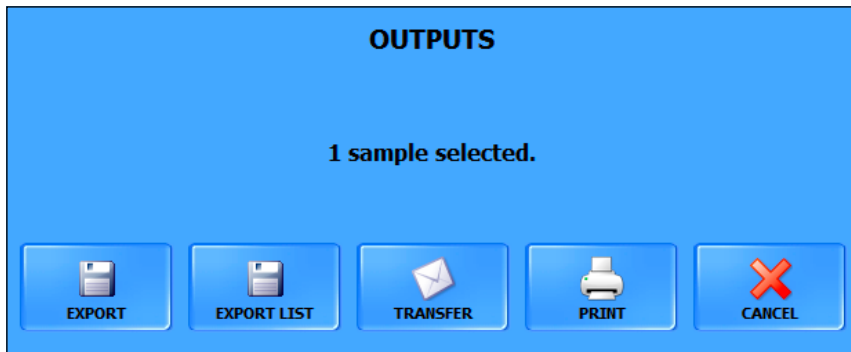 OUTPUTS
1 sample selected.
EXPORT
EXPORT LIST
TRANSFER
PRINT
CANCEL